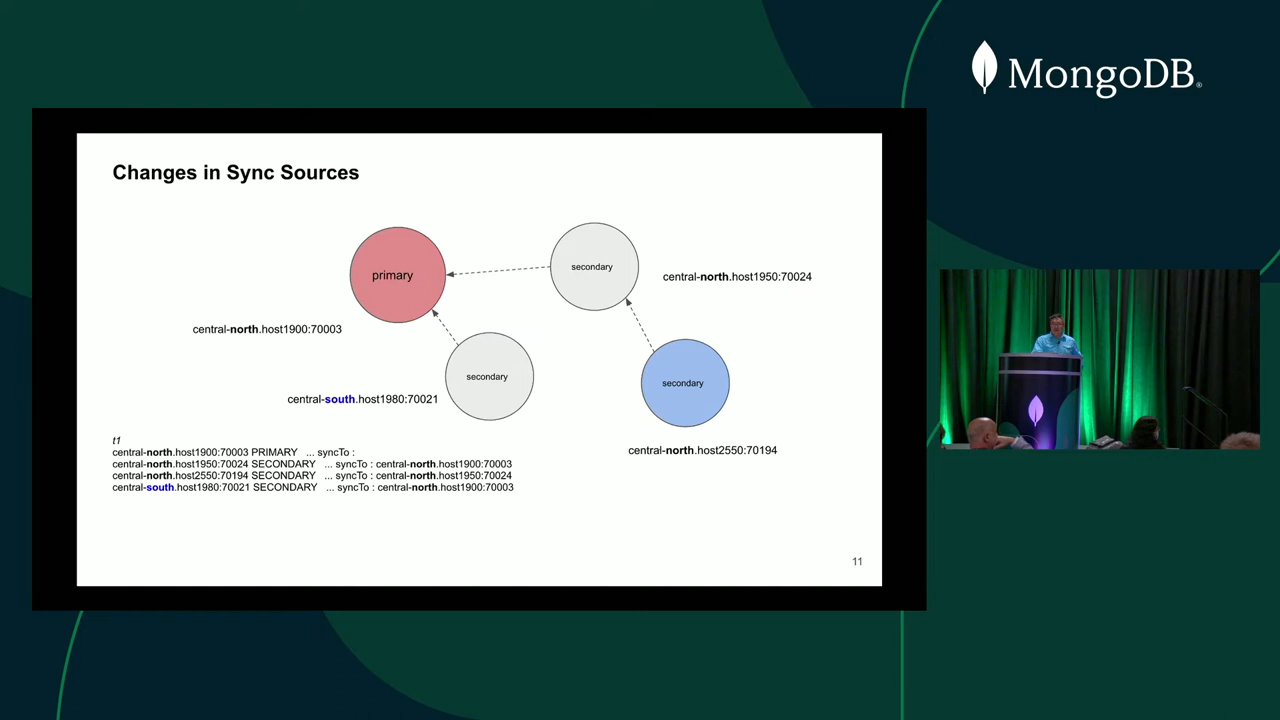 MongoDB®
Changes in Sync Sources
primary
secondary
central-north.host1950:70024
central-north.host1900:70003
secondary
secondary
central-south.host1980:70021
central-north.host2550:70194
t1
central-north.host1900:70003 PRIMARY ... syncTo :
central-north.host1950:70024 SECONDARY ... syncTo : central-north.host1900:70003
central-north.host2550:70194 SECONDARY ... syncTo : central-north.host1950:70024
central-south.host1980:70021 SECONDARY ... syncTo : central-north.host1900:70003
11